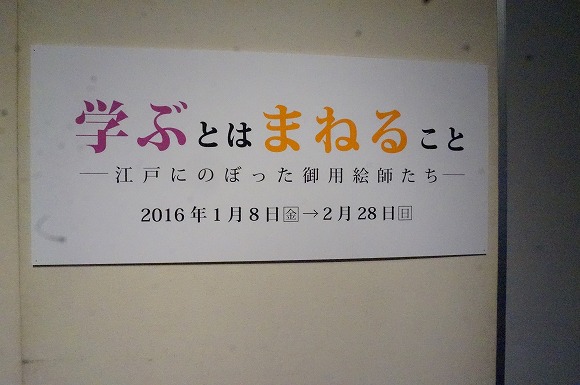 学ぶとはまねること
―江戸にのぼった御用絵師たち―
2016年1月8日金→2月28日日